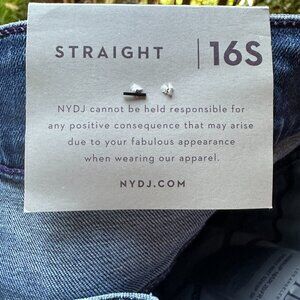 STRAIGHT | 16S
NYDJ cannot be held responsible for
any positive consequence that may arise
due to your fabulous appearance
when wearing our apparel.
NYDJ.COM